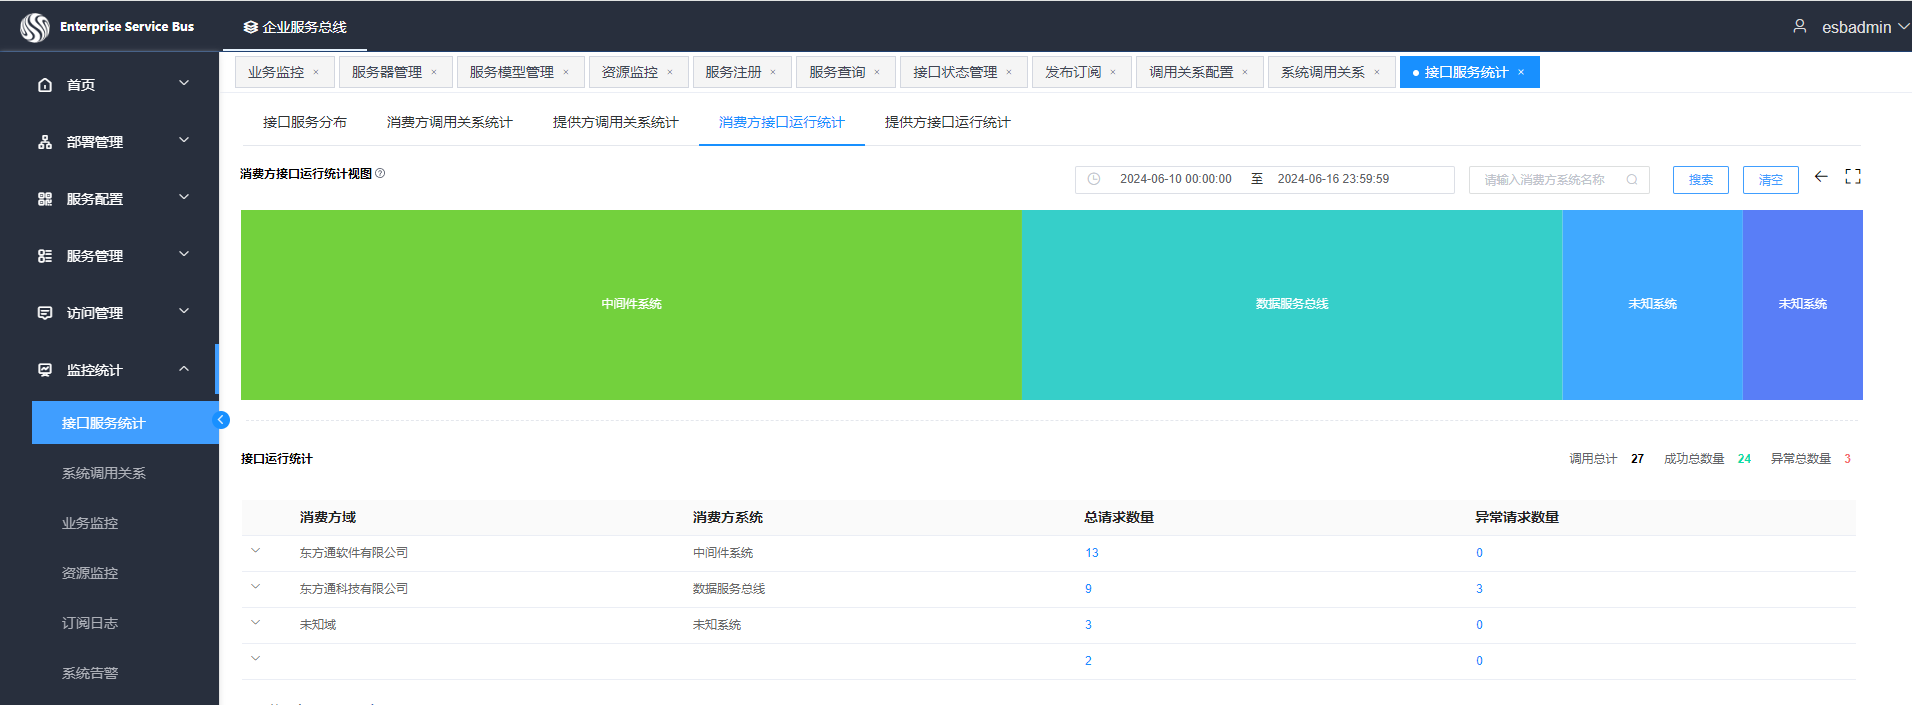 Enterprise Service Bus
企业服务总线
esbadmin
首页
部署管理
服务配置
服务管理
访问管理
监控统计
接口服务统计
系统调用关系
业务监控
资源监控
订阅日志
系统告警
业务监控 × 服务器管理 × 服务模型管理 × 资源监控 × 服务注册 × 服务查询 × 接口状态管理 × 发布订阅 × 调用关系配置 × 系统调用关系 × 接口服务统计 ×
接口服务分布 消费方调用关系统计 提供方调用关系统计 消费方接口运行统计 提供方接口运行统计
消费方接口运行统计视图 ?
2024-06-10 00:00:00 至 2024-06-16 23:59:59 请输入消费方系统名称 搜索 清空
中间件系统 数据服务总线 未知系统 未知系统
接口运行统计 调用总计 27 成功总数量 24 异常总数量 3
消费方域 消费方系统 总请求数量 异常请求数量
东方通软件有限公司 中间件系统 13 0
东方通科技有限公司 数据服务总线 9 3
未知域 未知系统 3 0
2 0